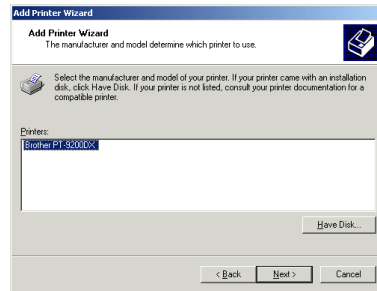 Add Printer Wizard
Add Printer Wizard
The manufacturer and model determine which printer to use.
Select the manufacturer and model of your printer. If your printer came with an installation
disk, click Have Disk. If your printer is not listed, consult your printer documentation for a
compatible printer.
Printers:
Brother PT-9200DX
Have Disk...
< Back
Next >
Cancel